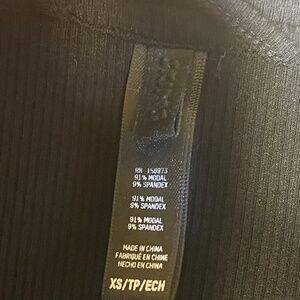 91% MODAL
9% SPANDEX
91% MODAL
9% SPANDEX
91% MODAL
9% SPANDEX
MADE IN CHINA
FABRIQUÉ EN CHINE
HECHO EN CHINA
XS/TP/ECH